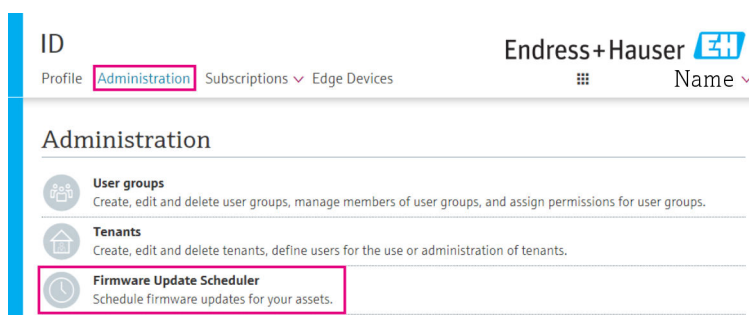 ID
Endress+Hauser EH
Profile Administration Subscriptions Edge Devices
Name
Administration
User groups
Create, edit and delete user groups, manage members of user groups, and assign permissions for user groups.
Tenants
Create, edit and delete tenants, define users for the use or administration of tenants.
Firmware Update Scheduler
Schedule firmware updates for your assets.